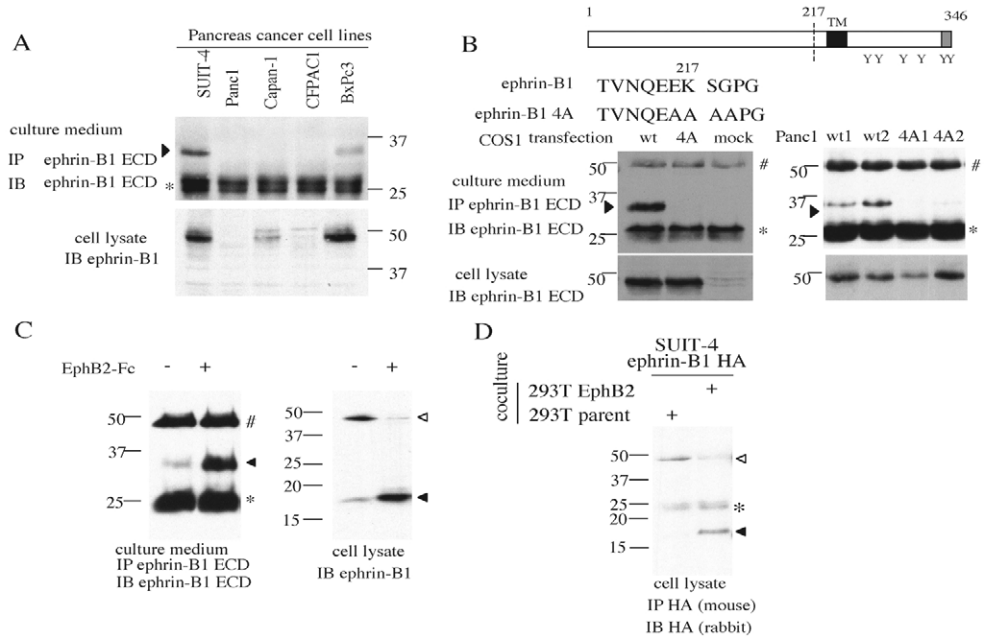 A
Pancreas cancer cell lines
SUIT-4
Panc1
Capan-1
CFPAC1
BxPc3
culture medium
IP ephrin-B1 ECD
IB ephrin-B1 ECD
*
37
25
cell lysate
IB ephrin-B1
50
37
B
1
217
TM
346
YY Y Y YY
217
ephrin-B1 TVNQEEK SGPG
ephrin-B1 4A TVNQEAA AAPG
COS1 transfection wt 4A mock
culture medium
IP ephrin-B1 ECD
IB ephrin-B1 ECD
50
37
25
#
*
cell lysate
IB ephrin-B1 ECD
50
Panc1 wt1 wt2 4A1 4A2
50
37
25
#
*
50
C
EphB2-Fc - +
50
37
25
#
*
culture medium
IP ephrin-B1 ECD
IB ephrin-B1 ECD
- +
50
37
25
20
15
cell lysate
IB ephrin-B1
D
SUIT-4
ephrin-B1 HA
coculture
293T EphB2 +
293T parent +
50
37
25
20
15
*
cell lysate
IP HA (mouse)
IB HA (rabbit)